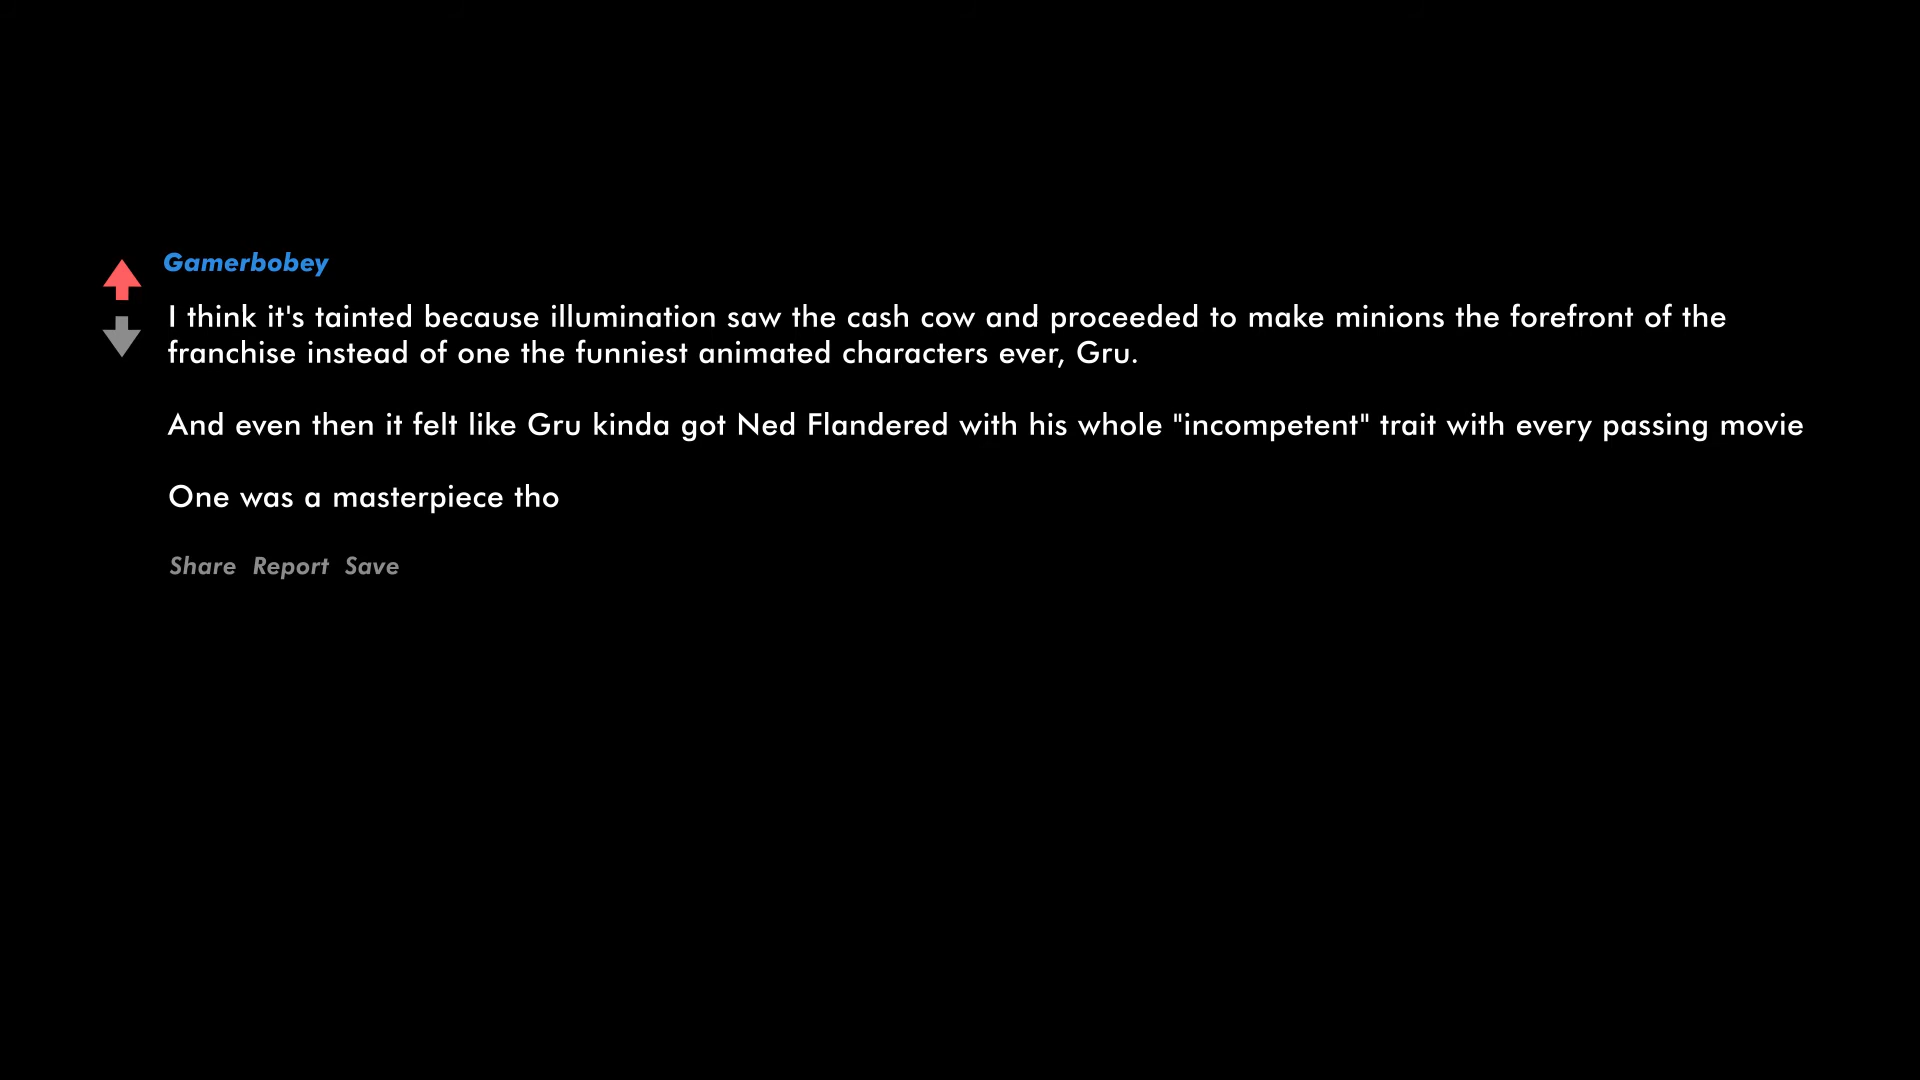 Gamerbobey
I think it's tainted because illumination saw the cash cow and proceeded to make minions the forefront of the
franchise instead of one the funniest animated characters ever, Gru.
And even then it felt like Gru kinda got Ned Flandered with his whole "incompetent" trait with every passing movie
One was a masterpiece tho
Share Report Save